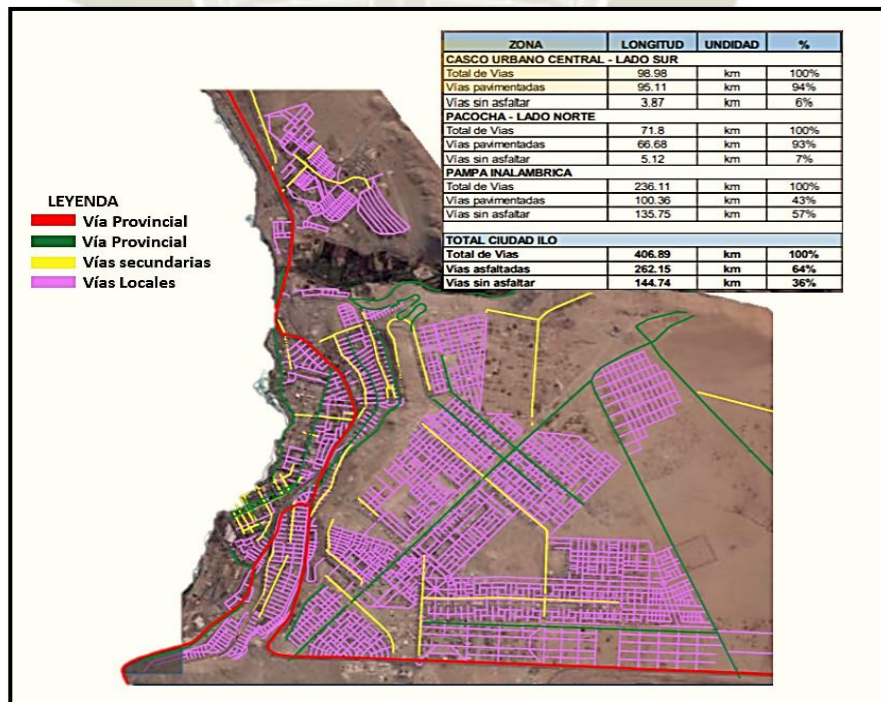 ZONA LONGITUD UNDIDAD %
CASCO URBANO CENTRAL - LADO SUR
Total de Vias 98.98 km 100%
Vías pavimentadas 95.11 km 94%
Vías sin asfaltar 3.87 km 6%
PACOCHA - LADO NORTE
Total de Vias 71.8 km 100%
Vías pavimentadas 66.68 km 93%
Vías sin asfaltar 5.12 km 7%
PAMPA INALAMBRICA
Total de Vias 236.11 km 100%
Vías pavimentadas 100.36 km 43%
Vías sin asfaltar 135.75 km 57%
TOTAL CIUDAD ILO
Total de Vias 406.89 km 100%
Vías asfaltadas 262.15 km 64%
Vías sin asfaltar 144.74 km 36%
LEYENDA
Vía Provincial
Vía Provincial
Vías secundarias
Vías Locales